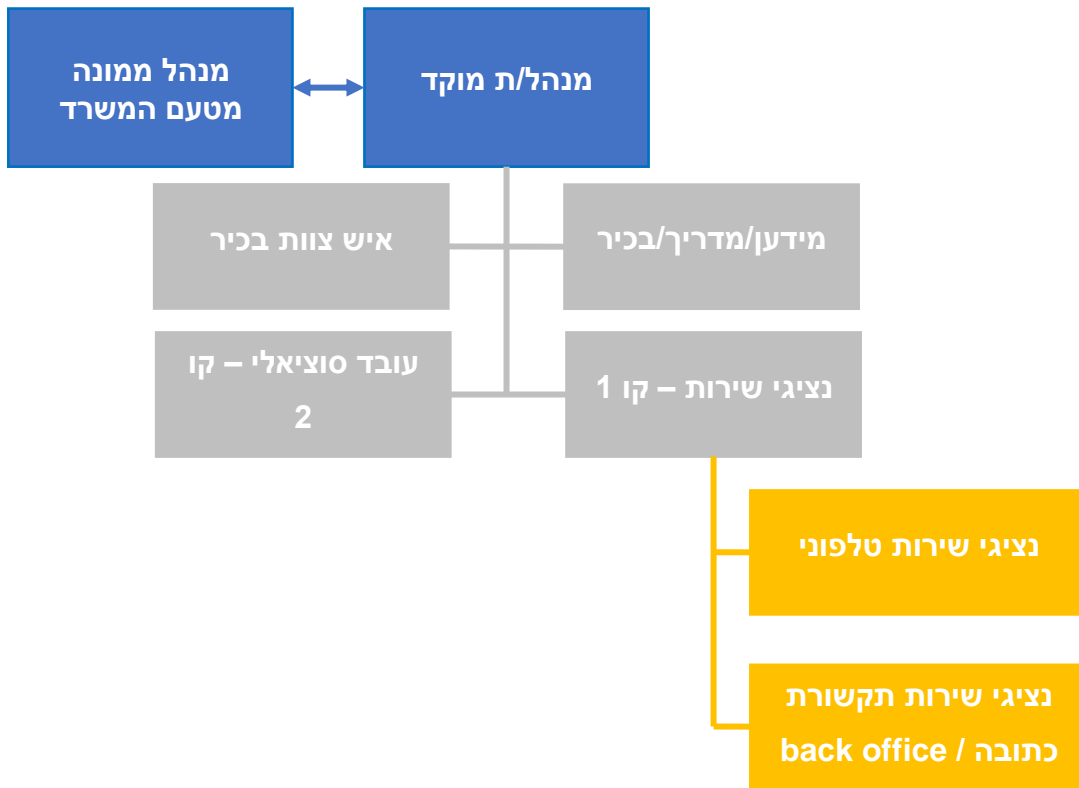 מנהל/ת מוקד
מנהל ממונה
מטעם המשרד
מידען/מדריך/בכיר
איש צוות בכיר
נציגי שירות – קו 1
עובד סוציאלי – קו
2
נציגי שירות טלפוני
נציגי שירות תקשורת
כתובה / back office